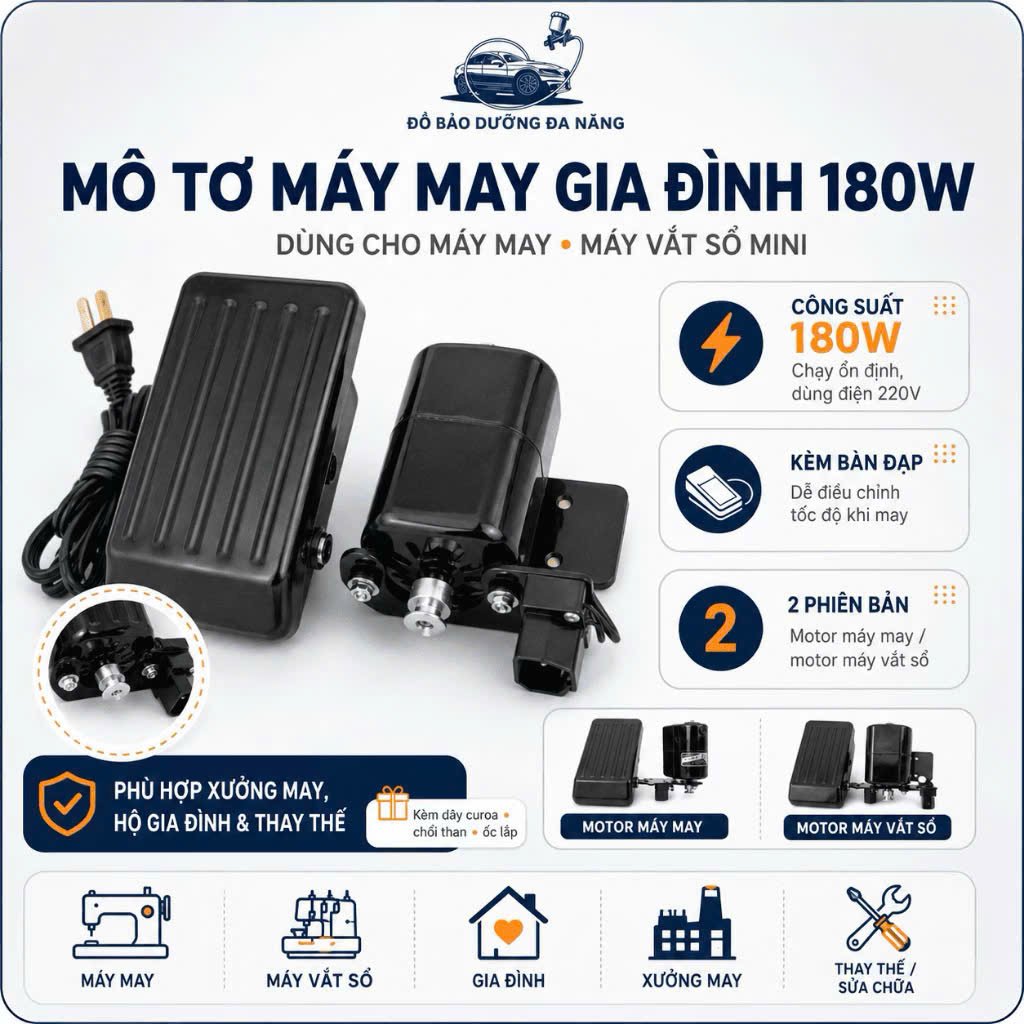 ĐỒ BẢO DƯỠNG ĐA NĂNG
MÔ TƠ MÁY MAY GIA ĐÌNH 180W
DÙNG CHO MÁY MAY • MÁY VẮT SỔ MINI
CÔNG SUẤT
180W
Chạy ổn định,
dùng điện 220V
KÈM BÀN ĐẠP
Dễ điều chỉnh
tốc độ khi may
2
2 PHIÊN BẢN
Motor máy may /
motor máy vắt sổ
PHÙ HỢP XƯỞNG MAY,
HỘ GIA ĐÌNH & THAY THẾ
Kèm dây curoa •
chổi than • ốc lắp
MOTOR MÁY MAY
MOTOR MÁY VẮT SỔ
MÁY MAY
MÁY VẮT SỔ
GIA ĐÌNH
XƯỞNG MAY
THAY THẾ /
SỬA CHỮA